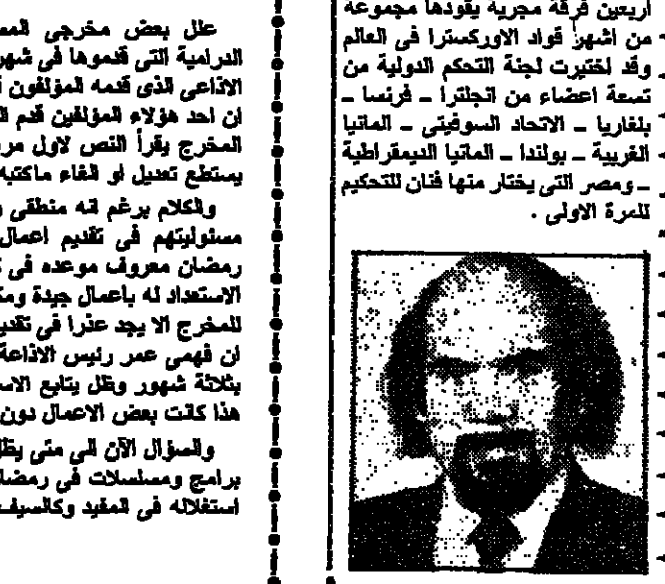 اربعين فرقة مجرية يقودها مجموعة
من اشهر قواد الاوركسترا فى العالم
وقد اختيرت لجنة التحكم الدولية من
تسعة اعضاء من انجلترا ـ فرنسا ـ
بلغاريا ـ الاتحاد السوفيتى ـ المانيا
الغربية ـ بولندا ـ المانيا الديمقراطية
ـ ومصر التى يختار منها فنان للتحكيم
للمرة الاولى .
علل بعض مخرجى
الدرامية التى قدموها فى
الاذاعى الذى قدمه المؤلفون
ان احد هؤلاء المؤلفين قدم
المخرج يقرأ النص لاول
يستطع تعديل او الغاء ماكتبه
والكلام برغم انه منطقى
مسئوليتهم فى تقديم اعمال
رمضان معروف موعده فى
الاستعداد له باعمال جيدة
للمخرج الا يجد عذرا فى
ان فهمى عمر رئيس الاذاعة
بثلاثة شهور وظل يتابع
هذا كانت بعض الاعمال دون
والسؤال الآن الى متى
برامج ومسلسلات فى
استغلاله فى المفيد وكالسيف